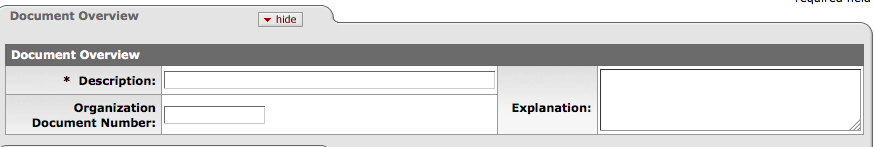 required field
Document Overview
hide
Document Overview
* Description:
Organization
Document Number:
Explanation: